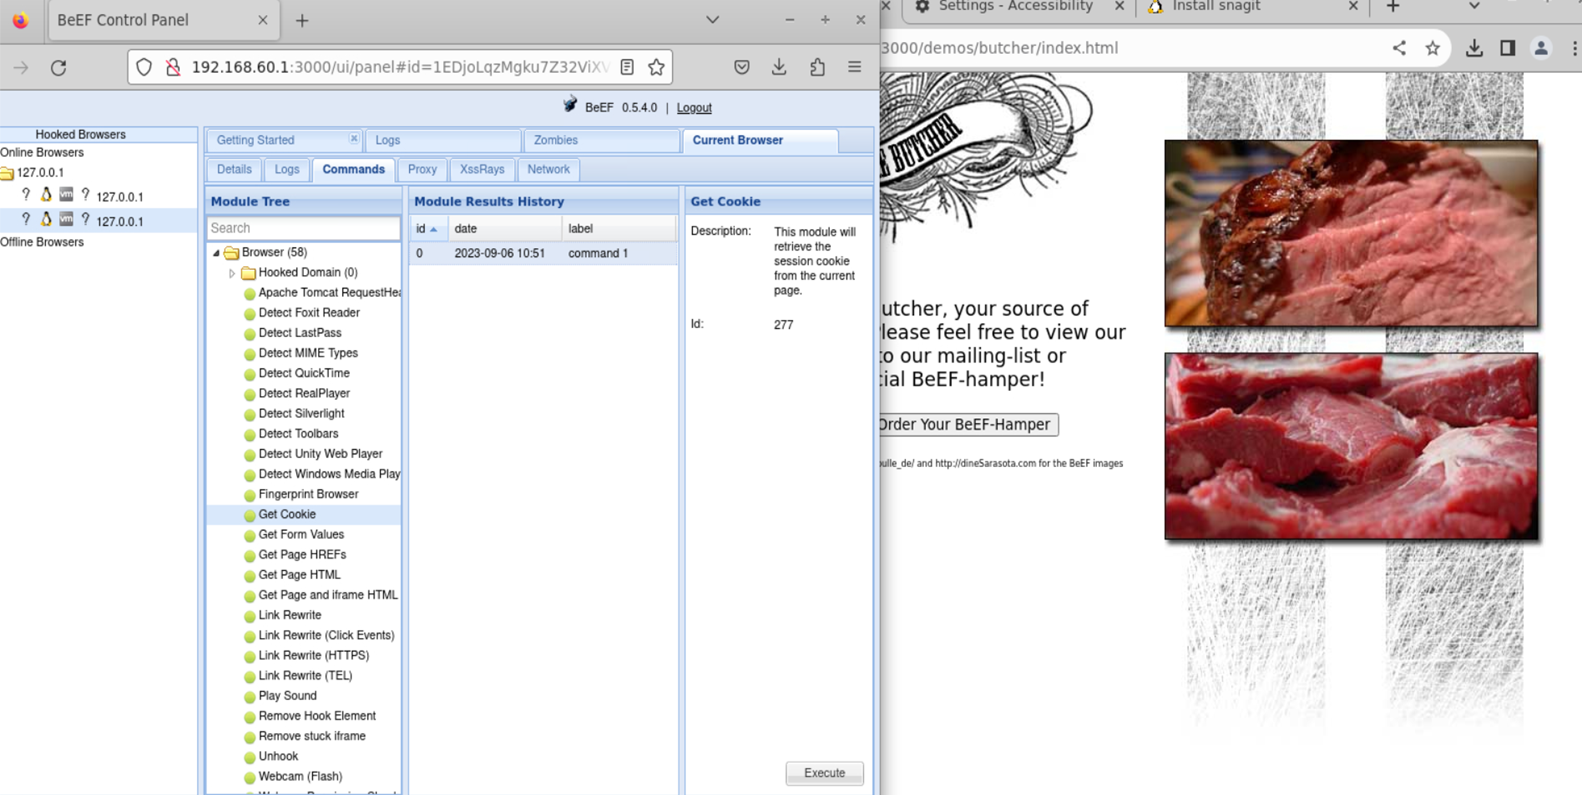 BeEF Control Panel
192.168.60.1:3000/ui/panel#id=1EDjoLqzMgku7Z32ViXV
BeEF 0.5.4.0 | Logout
Hooked Browsers
Online Browsers
127.0.0.1
? vm ? 127.0.0.1
? vm ? 127.0.0.1
Offline Browsers
Getting Started
Logs
Zombies
Current Browser
Details
Logs
Commands
Proxy
XssRays
Network
Module Tree
Search
Browser (58)
Hooked Domain (0)
Apache Tomcat RequestHea
Detect Foxit Reader
Detect LastPass
Detect MIME Types
Detect QuickTime
Detect RealPlayer
Detect Silverlight
Detect Toolbars
Detect Unity Web Player
Detect Windows Media Play
Fingerprint Browser
Get Cookie
Get Form Values
Get Page HREFs
Get Page HTML
Get Page and iframe HTML
Link Rewrite
Link Rewrite (Click Events)
Link Rewrite (HTTPS)
Link Rewrite (TEL)
Play Sound
Remove Hook Element
Remove stuck iframe
Unhook
Webcam (Flash)
Module Results History
id date label
0 2023-09-06 10:51 command 1
Get Cookie
Description: This module will
retrieve the
session cookie
from the current
page.
Id: 277
Execute
Settings - Accessibility
Install snagit
3000/demos/butcher/index.html
E BUTCHER
utcher, your source of
lease feel free to view our
to our mailing-list or
cial BeEF-hamper!
Order Your BeEF-Hamper
oulle_de/ and http://dineSarasota.com for the BeEF images